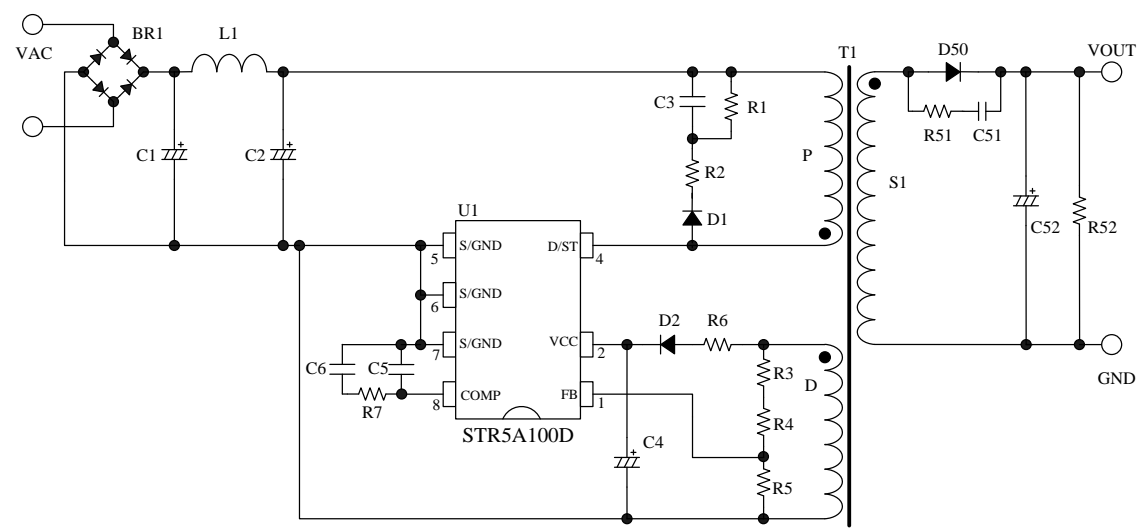 BR1
L1
VAC
T1
D50
VOUT
C3
R1
R51
C51
C1
C2
R2
P
S1
U1
D1
C52
R52
S/GND
D/ST
5
4
S/GND
6
D2
R6
S/GND
VCC
7
2
C6
C5
R3
D
GND
COMP
FB
8
1
R7
R4
STR5A100D
C4
R5